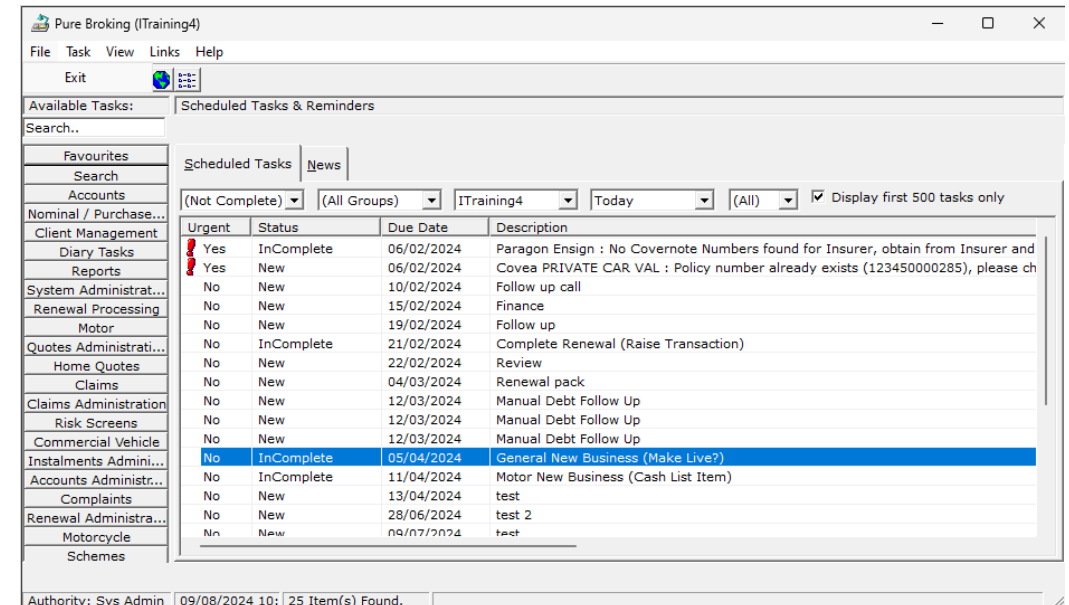 Pure Broking (ITraining4)
File Task View Links Help
Exit
Available Tasks:
Scheduled Tasks & Reminders
Search..
Favourites
Search
Accounts
Nominal / Purchase...
Client Management
Diary Tasks
Reports
System Administrat...
Renewal Processing
Motor
Quotes Administrati...
Home Quotes
Claims
Claims Administration
Risk Screens
Commercial Vehicle
Instalments Admini...
Accounts Administr...
Complaints
Renewal Administra...
Motorcycle
Schemes
Scheduled Tasks News
(Not Complete) (All Groups) ITraining4 Today (All) Display first 500 tasks only
Urgent Status Due Date Description
Yes InComplete 06/02/2024 Paragon Ensign : No Covernote Numbers found for Insurer, obtain from Insurer and
Yes New 06/02/2024 Covea PRIVATE CAR VAL : Policy number already exists (123450000285), please ch
No New 10/02/2024 Follow up call
No New 15/02/2024 Finance
No New 19/02/2024 Follow up
No InComplete 21/02/2024 Complete Renewal (Raise Transaction)
No New 22/02/2024 Review
No New 04/03/2024 Renewal pack
No New 12/03/2024 Manual Debt Follow Up
No New 12/03/2024 Manual Debt Follow Up
No New 12/03/2024 Manual Debt Follow Up
No InComplete 05/04/2024 General New Business (Make Live?)
No InComplete 11/04/2024 Motor New Business (Cash List Item)
No New 13/04/2024 test
No New 28/06/2024 test 2
No New 09/07/2024 test
Authority: Sys Admin 09/08/2024 10: 25 Item(s) Found.